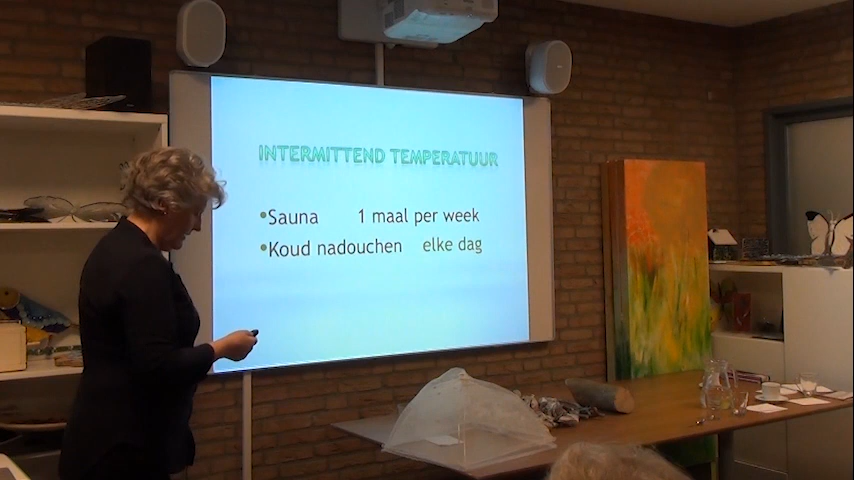 INTERMITTEND TEMPERATUUR
•Sauna 1 maal per week
•Koud nadouchen elke dag